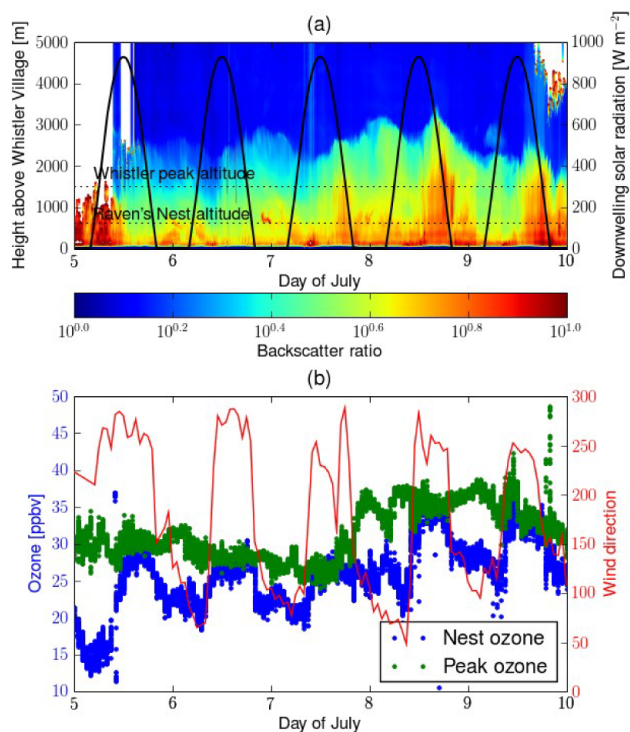 (a)
Height above Whistler Village [m]
5000
4000
3000
2000
1000
0
Whistler peak altitude
Raven's Nest altitude
1000
800
600
400
200
0
Downwelling solar radiation [W m⁻²]
5 6 7 8 9 10
Day of July
10^0.0 10^0.2 10^0.4 10^0.6 10^0.8 10^1.0
Backscatter ratio
(b)
Ozone [ppbv]
50
45
40
35
30
25
20
15
10
300
250
200
150
100
50
0
Wind direction
Nest ozone
Peak ozone
5 6 7 8 9 10
Day of July